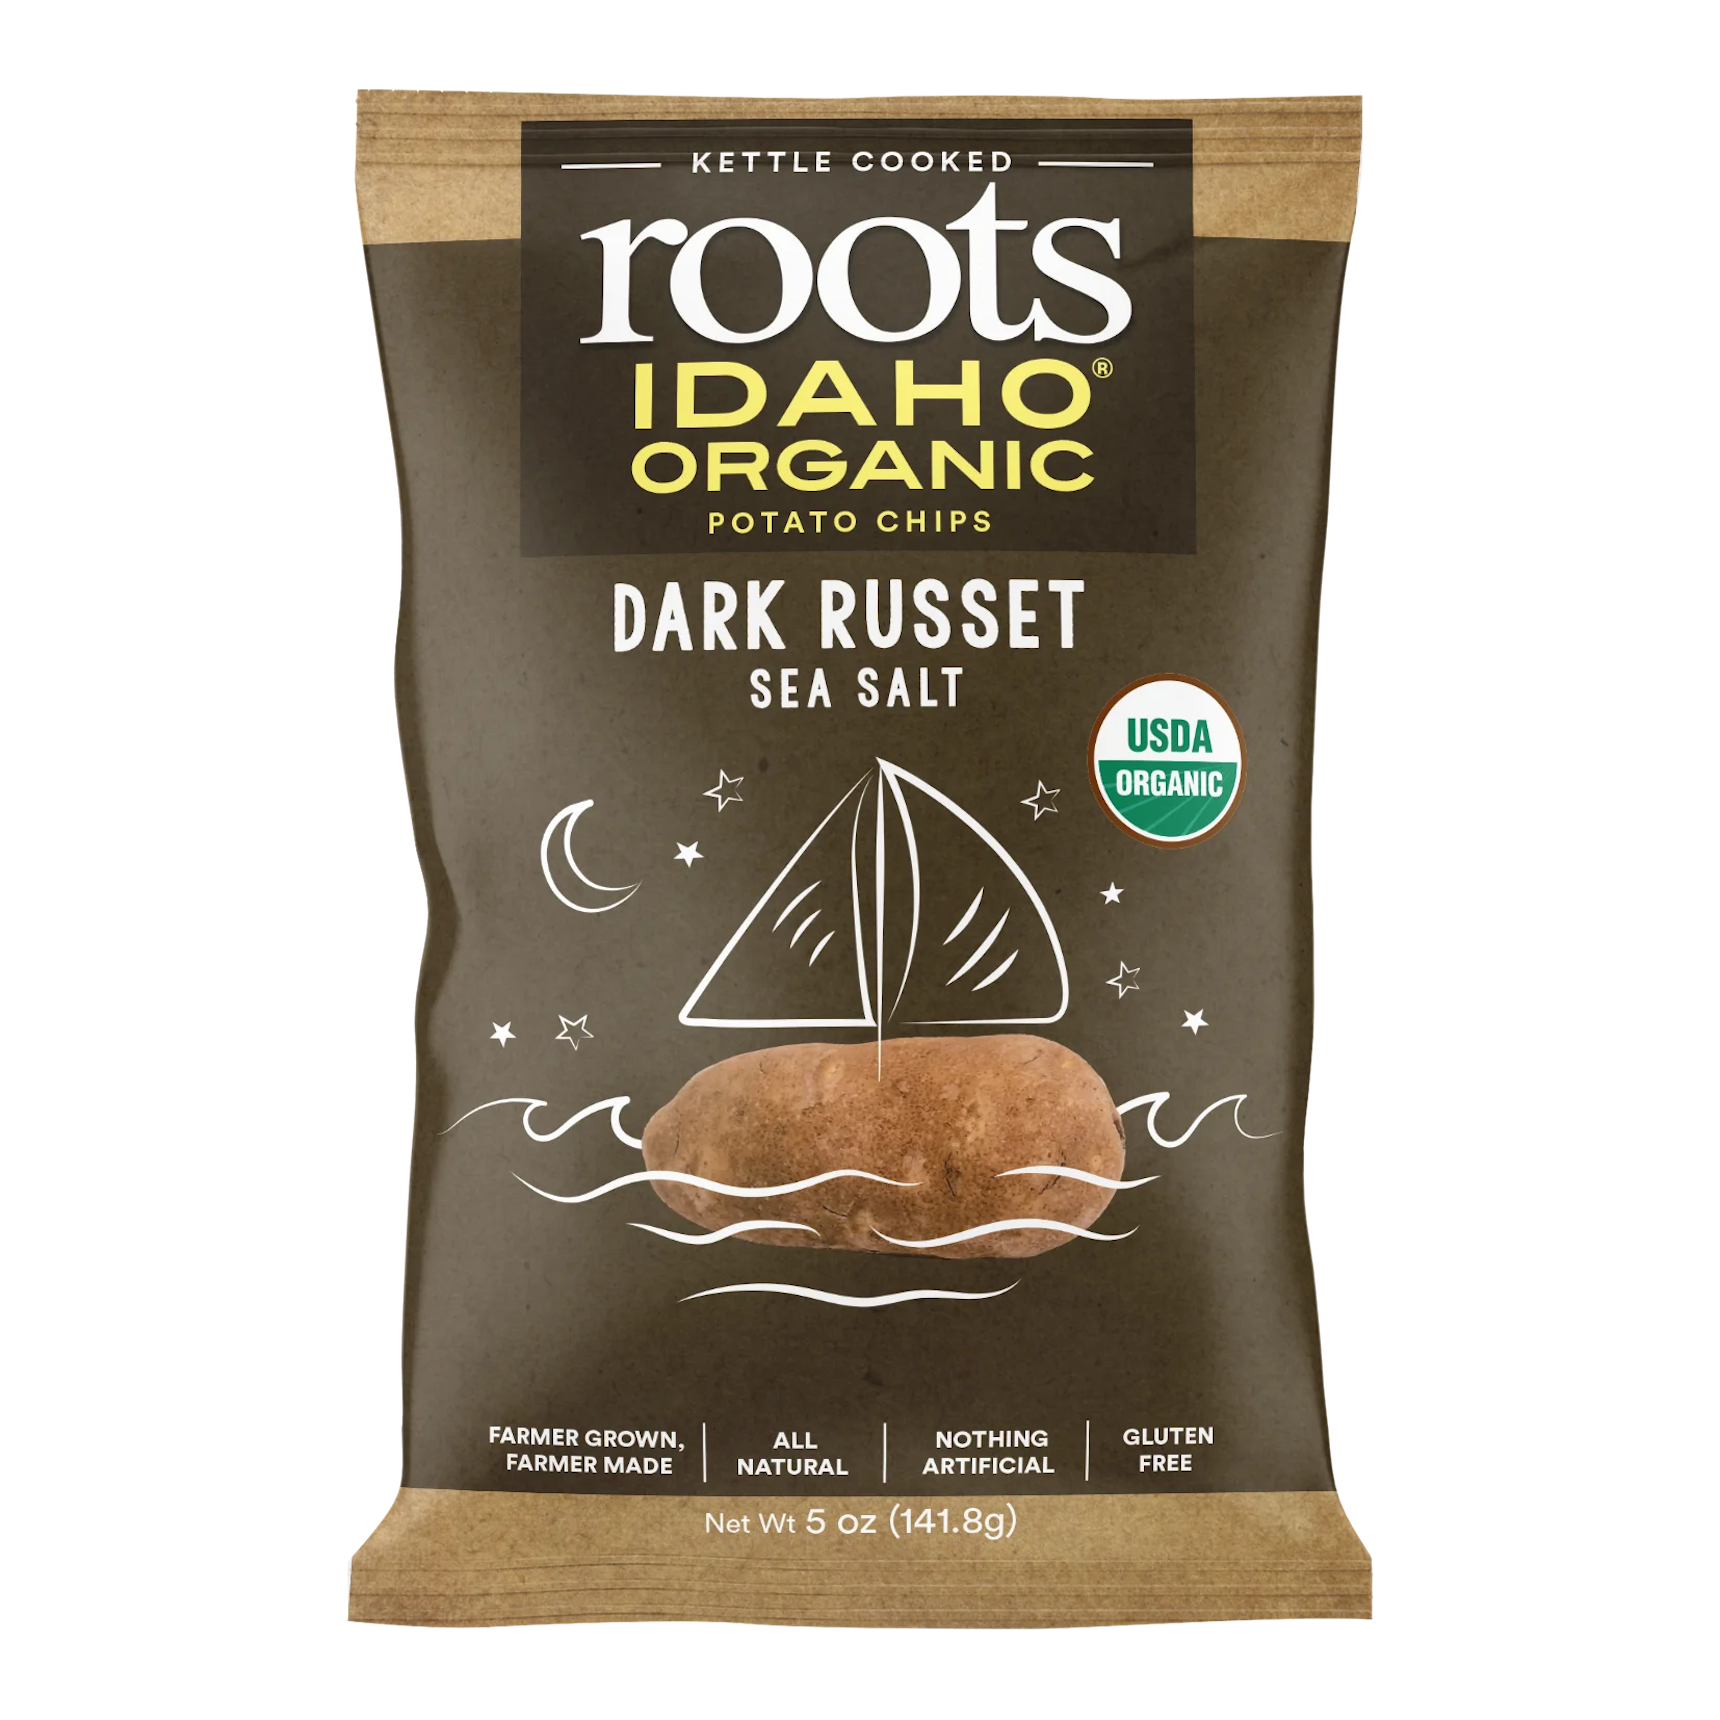 KETTLE COOKED
roots
IDAHO®
ORGANIC
POTATO CHIPS
DARK RUSSET
SEA SALT
USDA
ORGANIC
FARMER GROWN,
FARMER MADE
ALL
NATURAL
NOTHING
ARTIFICIAL
GLUTEN
FREE
Net Wt 5 oz (141.8g)